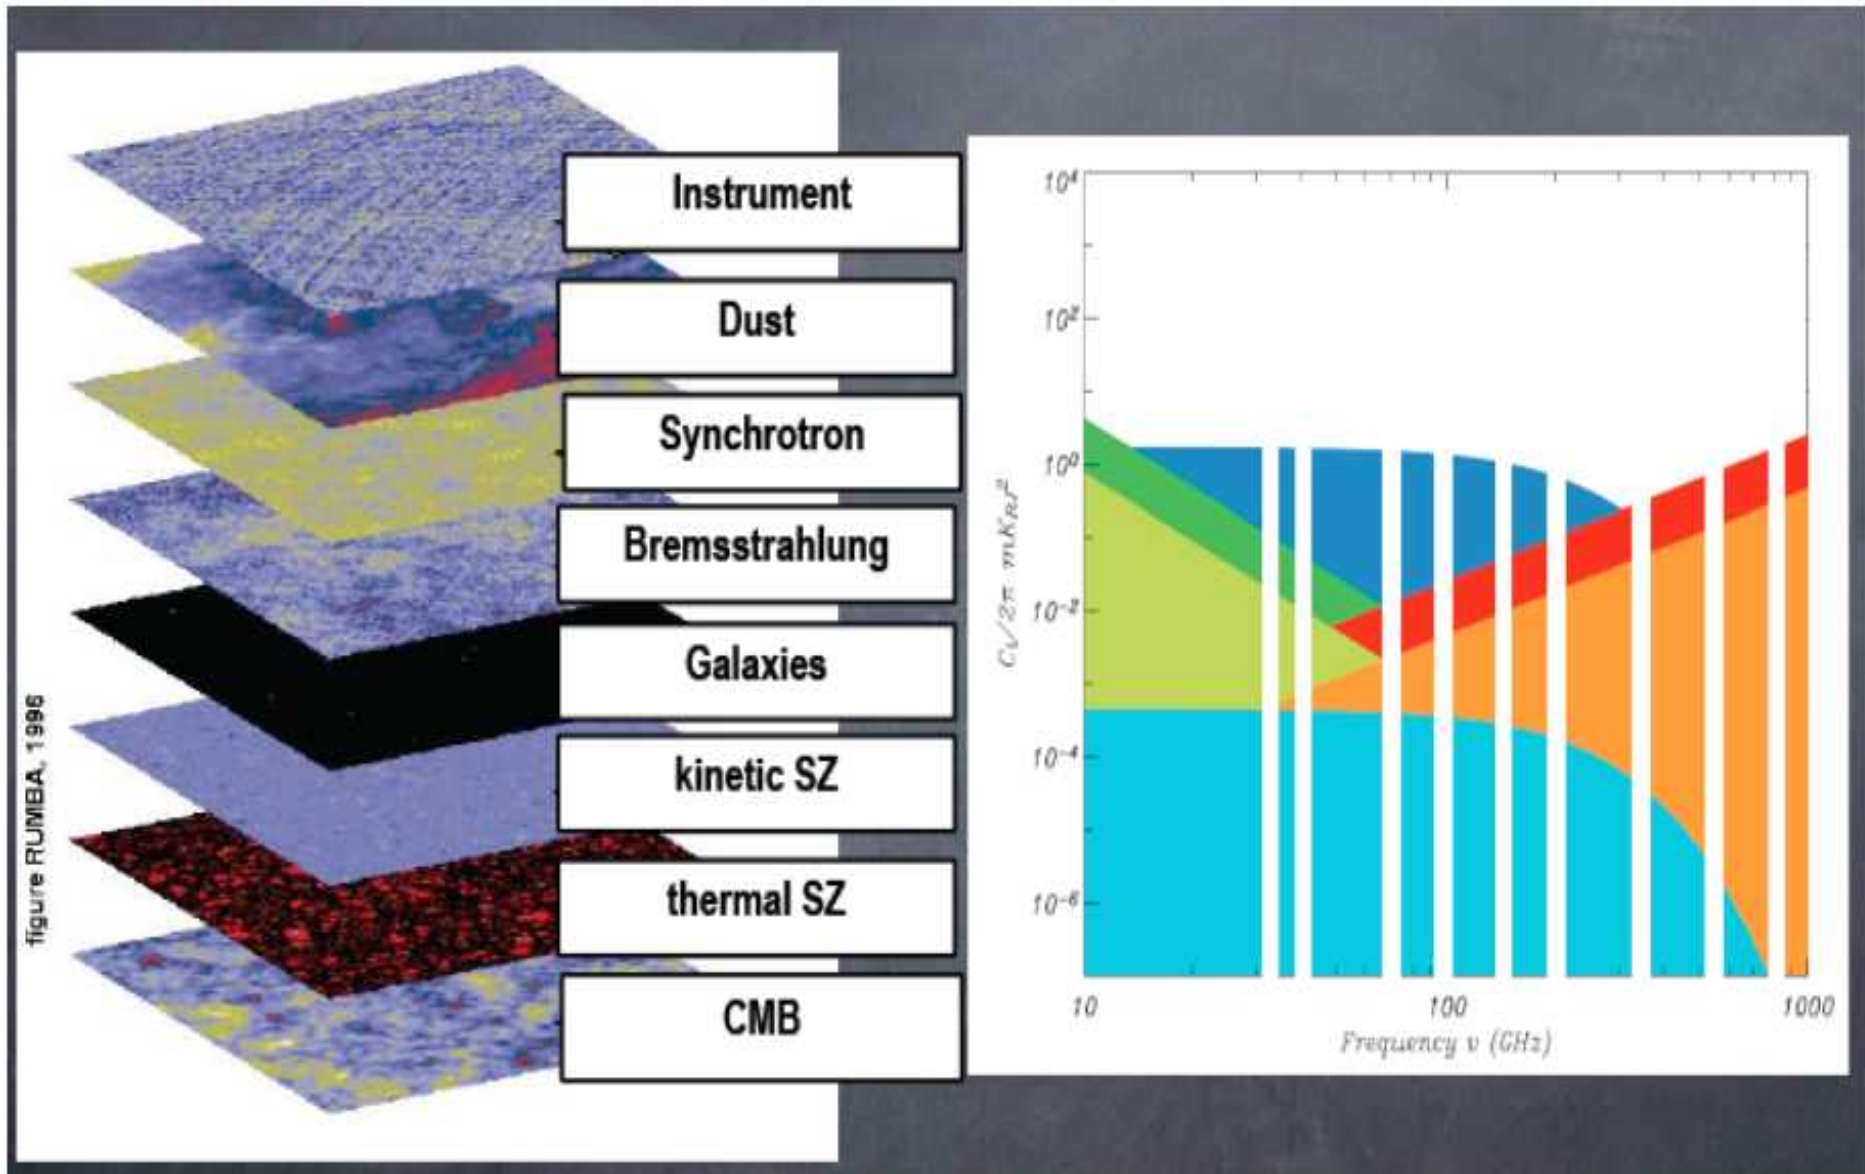 figure RUMBA, 1996
Instrument
Dust
Synchrotron
Bremsstrahlung
Galaxies
kinetic SZ
thermal SZ
CMB
10⁴
10²
10⁰
10⁻²
10⁻⁴
10⁻⁶
10
100
1000
Frequency ν (GHz)